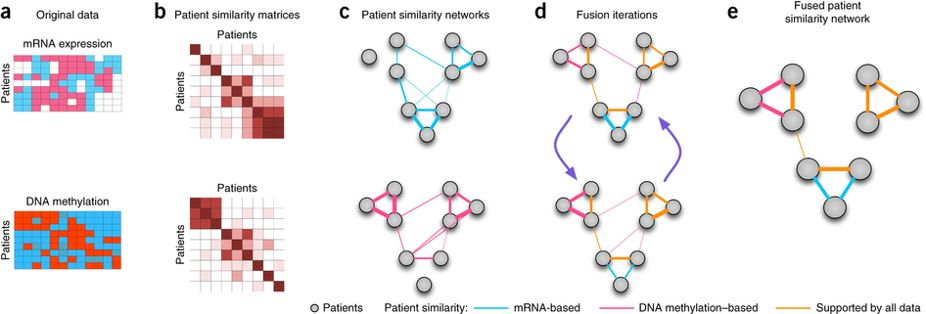 a
Original data
mRNA expression
Patients
DNA methylation
Patients
b
Patient similarity matrices
Patients
Patients
Patients
Patients
c
Patient similarity networks
d
Fusion iterations
e
Fused patient
similarity network
Patients
Patient similarity:
mRNA-based
DNA methylation–based
Supported by all data